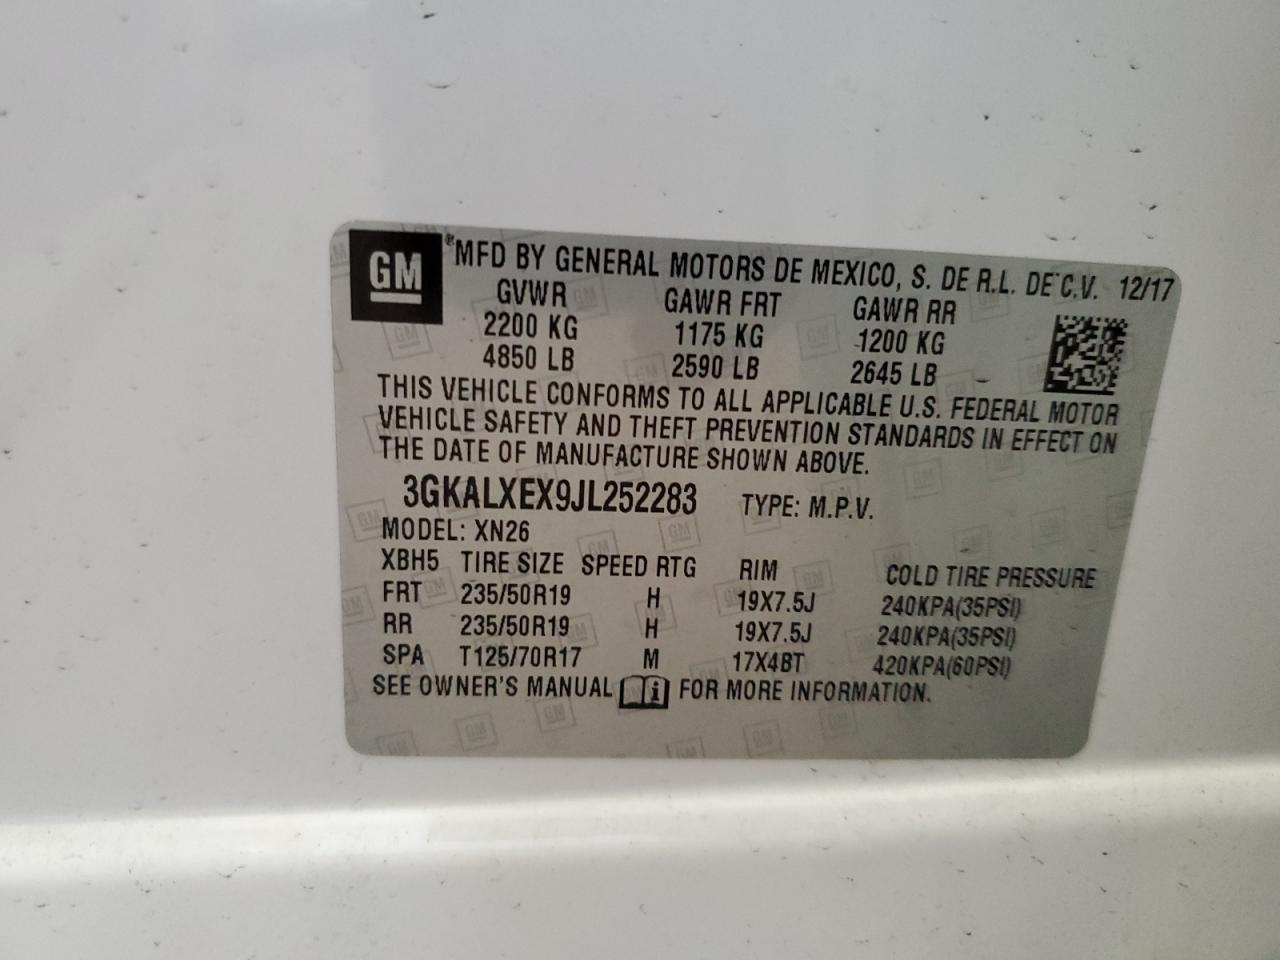 GM ® MFD BY GENERAL MOTORS DE MEXICO, S. DE R.L. DE C.V. 12/17
GVWR GAWR FRT GAWR RR
2200 KG 1175 KG 1200 KG
4850 LB 2590 LB 2645 LB
THIS VEHICLE CONFORMS TO ALL APPLICABLE U.S. FEDERAL MOTOR
VEHICLE SAFETY AND THEFT PREVENTION STANDARDS IN EFFECT ON
THE DATE OF MANUFACTURE SHOWN ABOVE.
3GKALXEX9JL252283 TYPE: M.P.V.
MODEL: XN26
XBH5 TIRE SIZE SPEED RTG RIM COLD TIRE PRESSURE
FRT 235/50R19 H 19X7.5J 240KPA(35PSI)
RR 235/50R19 H 19X7.5J 240KPA(35PSI)
SPA T125/70R17 M 17X4BT 420KPA(60PSI)
SEE OWNER'S MANUAL i FOR MORE INFORMATION.